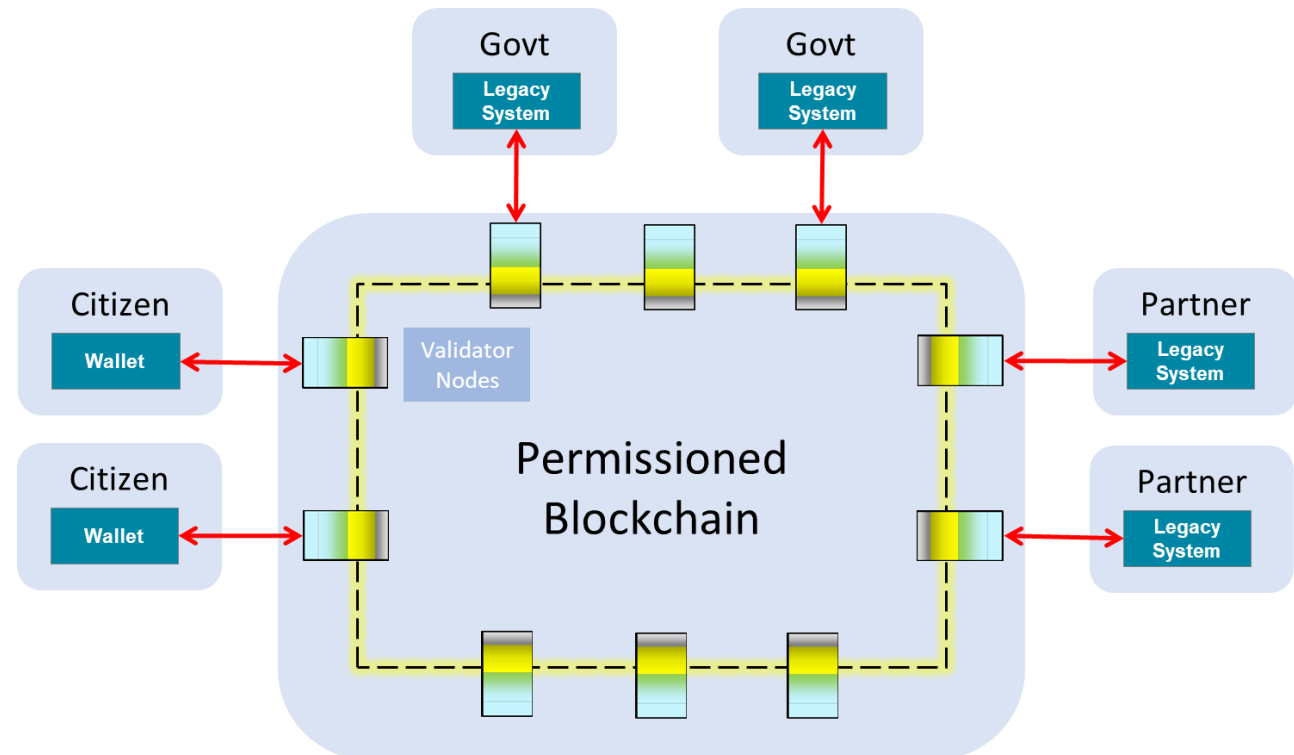 Govt
Legacy
System
Govt
Legacy
System
Citizen
Wallet
Validator
Nodes
Partner
Legacy
System
Permissioned
Blockchain
Citizen
Wallet
Partner
Legacy
System